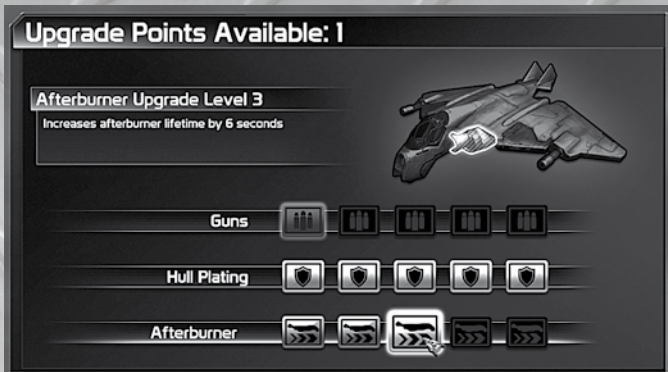 Upgrade Points Available: 1
Afterburner Upgrade Level 3
Increases afterburner lifetime by 6 seconds
Guns
Hull Plating
Afterburner